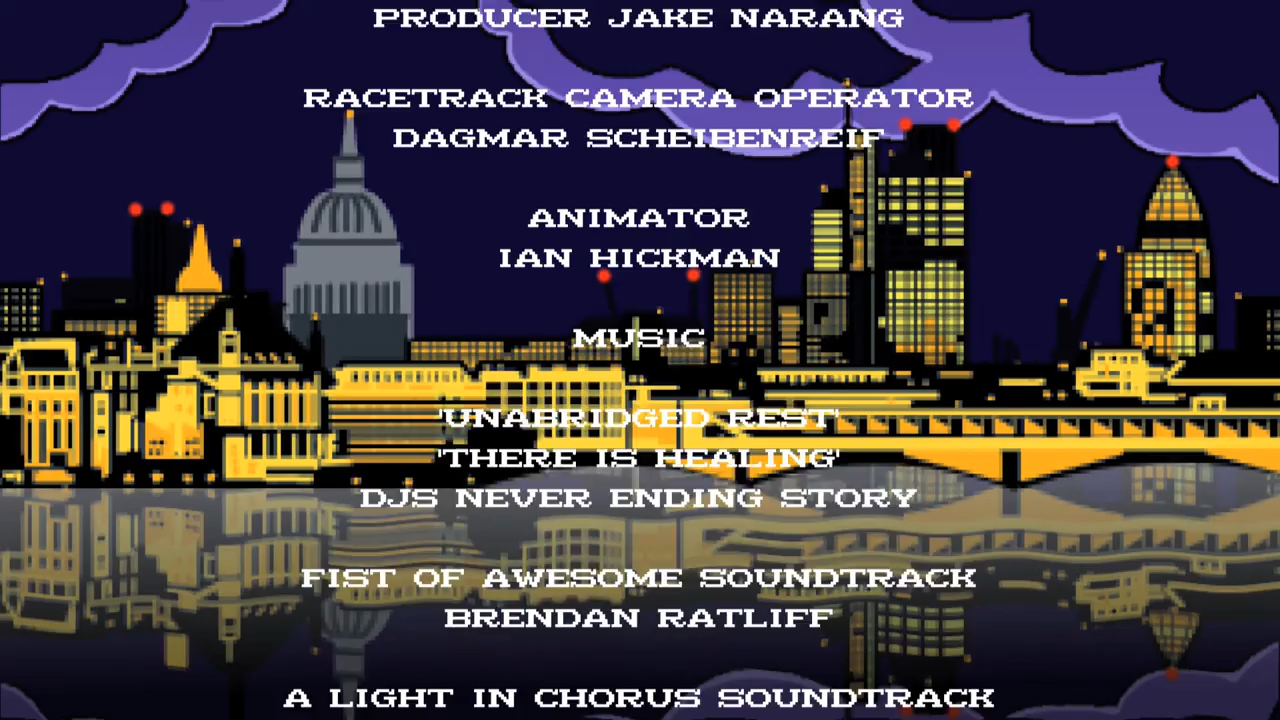 PRODUCER JAKE NARANG
RACETRACK CAMERA OPERATOR
DAGMAR SCHEIBENREIF
ANIMATOR
IAN HICKMAN
MUSIC
'UNABRIDGED REST'
'THERE IS HEALING'
DJS NEVER ENDING STORY
FIST OF AWESOME SOUNDTRACK
BRENDAN RATLIFF
A LIGHT IN CHORUS SOUNDTRACK